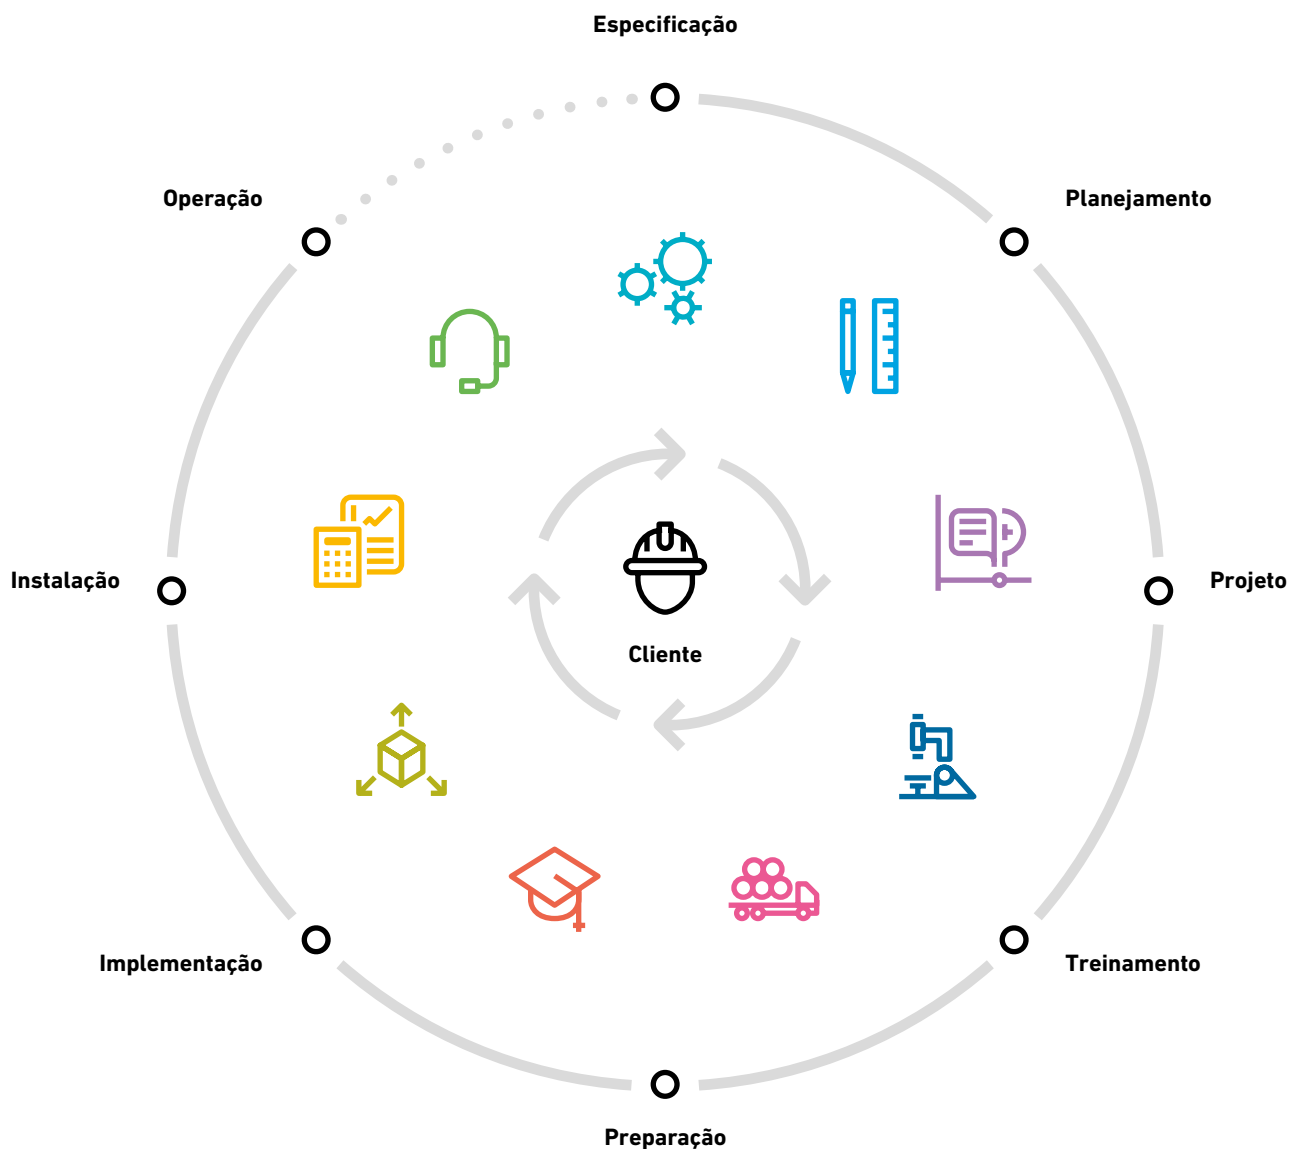 Especificação
Operação
Planejamento
Instalação
Projeto
Cliente
Implementação
Treinamento
Preparação